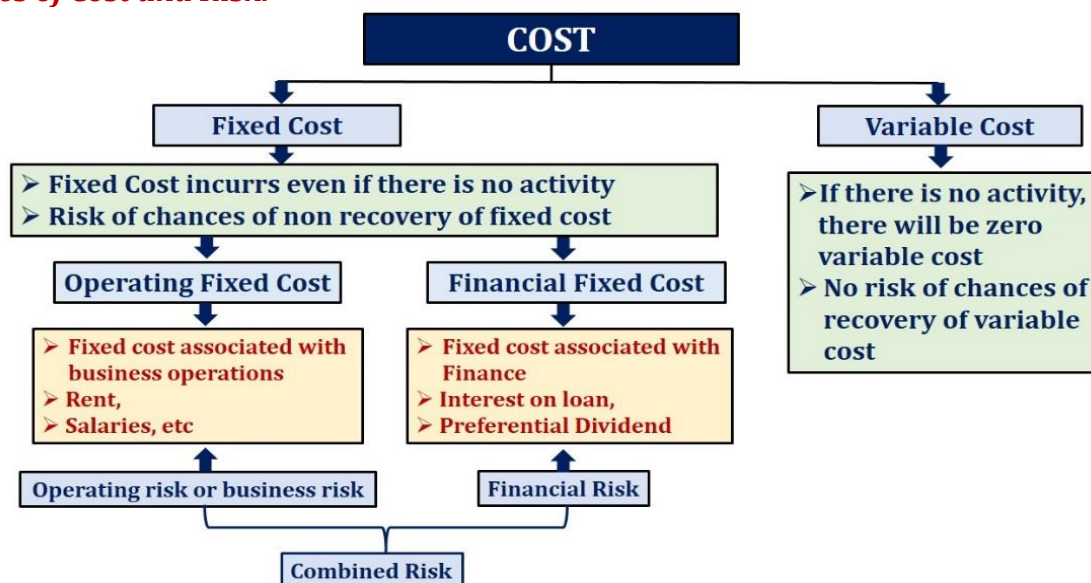 of Cost and Risk.
COST
Fixed Cost
Variable Cost
➢ Fixed Cost incurrs even if there is no activity
➢ Risk of chances of non recovery of fixed cost
➢ If there is no activity,
there will be zero
variable cost
➢ No risk of chances of
recovery of variable
cost
Operating Fixed Cost
Financial Fixed Cost
➢ Fixed cost associated with
business operations
➢ Rent,
➢ Salaries, etc
➢ Fixed cost associated with
Finance
➢ Interest on loan,
➢ Preferential Dividend
Operating risk or business risk
Financial Risk
Combined Risk